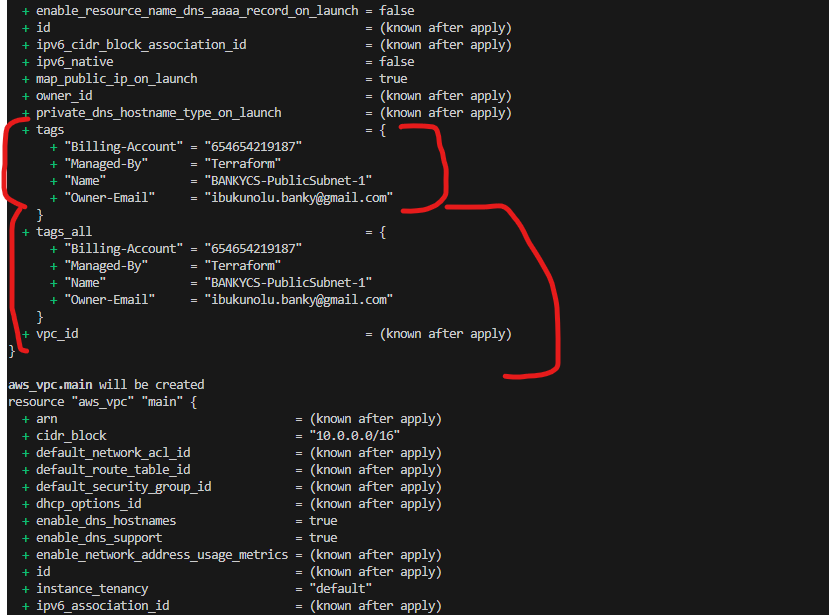 + enable_resource_name_dns_aaaa_record_on_launch = false
+ id = (known after apply)
+ ipv6_cidr_block_association_id = (known after apply)
+ ipv6_native = false
+ map_public_ip_on_launch = true
+ owner_id = (known after apply)
+ private_dns_hostname_type_on_launch = (known after apply)
+ tags = {
+ "Billing-Account" = "654654219187"
+ "Managed-By" = "Terraform"
+ "Name" = "BANKYCS-PublicSubnet-1"
+ "Owner-Email" = "ibukunolu.banky@gmail.com"
}
+ tags_all = {
+ "Billing-Account" = "654654219187"
+ "Managed-By" = "Terraform"
+ "Name" = "BANKYCS-PublicSubnet-1"
+ "Owner-Email" = "ibukunolu.banky@gmail.com"
}
+ vpc_id = (known after apply)
}
aws_vpc.main will be created
resource "aws_vpc" "main" {
+ arn = (known after apply)
+ cidr_block = "10.0.0.0/16"
+ default_network_acl_id = (known after apply)
+ default_route_table_id = (known after apply)
+ default_security_group_id = (known after apply)
+ dhcp_options_id = (known after apply)
+ enable_dns_hostnames = true
+ enable_dns_support = true
+ enable_network_address_usage_metrics = (known after apply)
+ id = (known after apply)
+ instance_tenancy = "default"
+ ipv6_association_id = (known after apply)